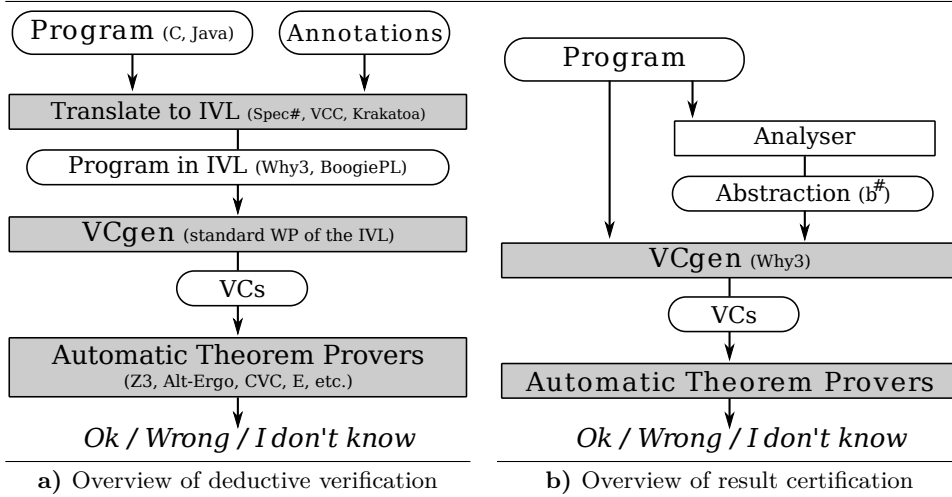 Program (C, Java)
Annotations
Translate to IVL (Spec#, VCC, Krakatoa)
Program in IVL (Why3, BoogiePL)
VCgen (standard WP of the IVL)
VCs
Automatic Theorem Provers
(Z3, Alt-Ergo, CVC, E, etc.)
Ok / Wrong / I don't know
a) Overview of deductive verification
Program
Analyser
Abstraction (b#)
VCgen (Why3)
VCs
Automatic Theorem Provers
Ok / Wrong / I don't know
b) Overview of result certification